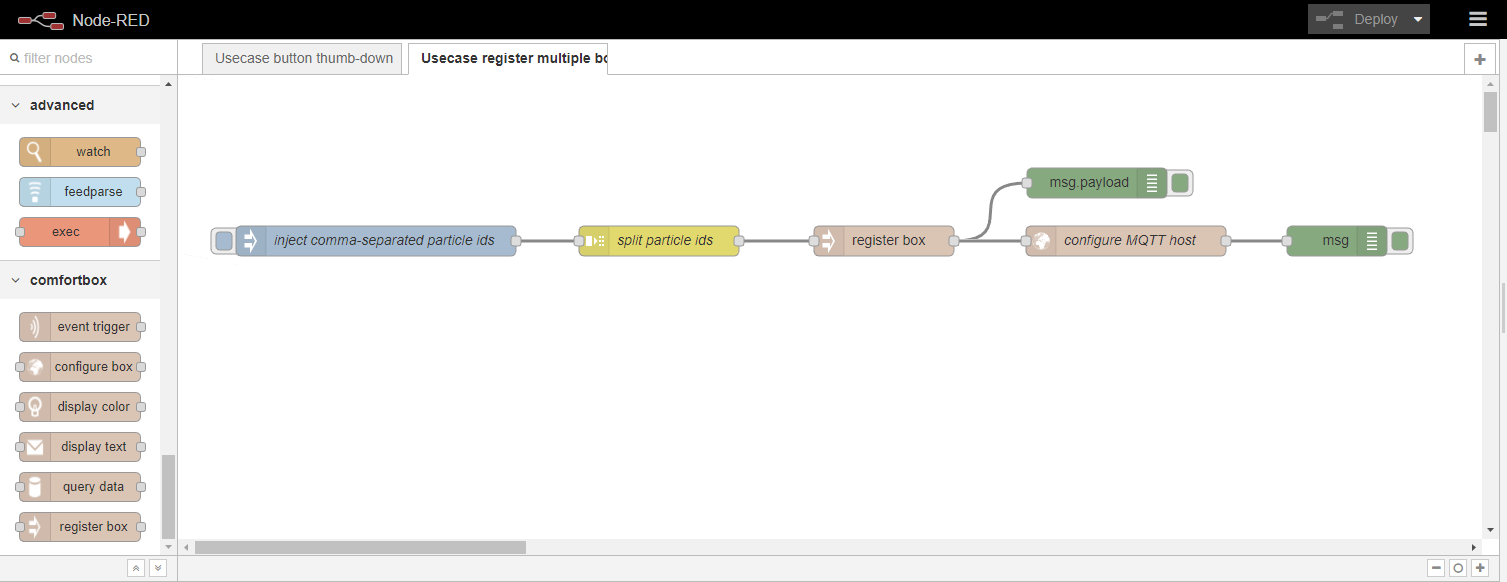 Node-RED
Deploy
filter nodes
Usecase button thumb-down
Usecase register multiple bo
advanced
watch
feedparse
exec
comfortbox
event trigger
configure box
display color
display text
query data
register box
inject comma-separated particle ids
split particle ids
register box
msg.payload
configure MQTT host
msg